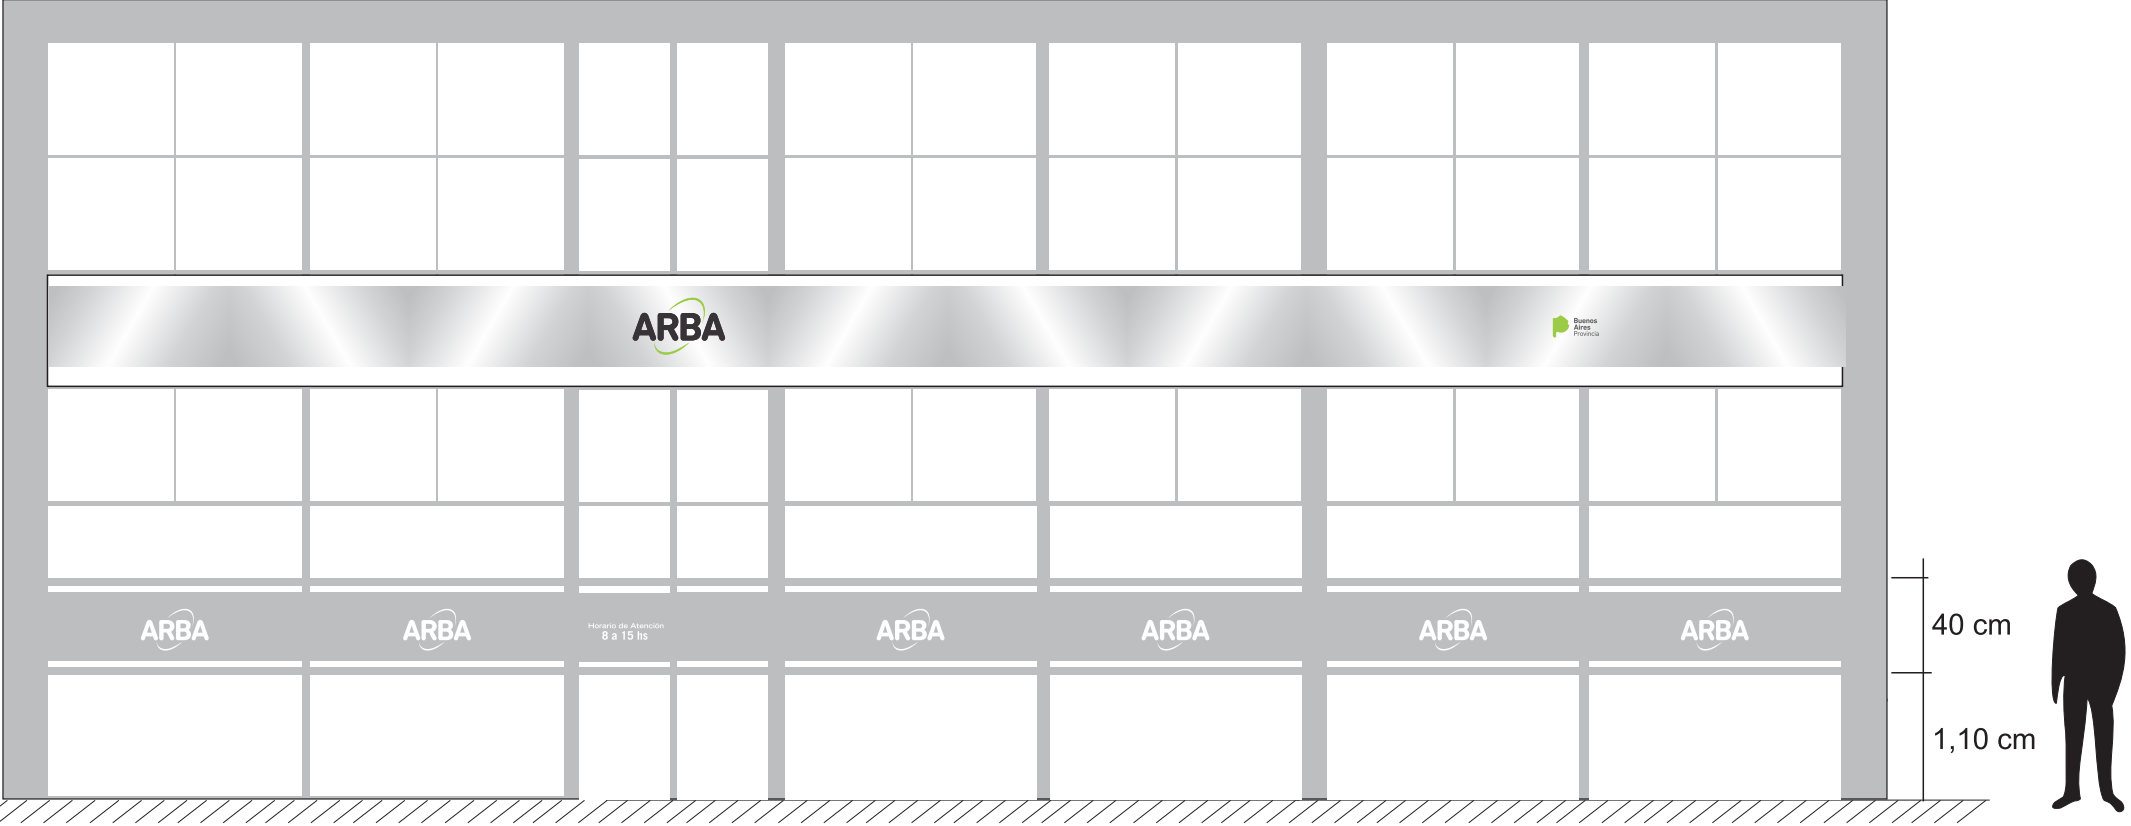 ARBA
Buenos
Aires
Provincia
ARBA
ARBA
Horario de Atención
8 a 15 hs
ARBA
ARBA
ARBA
ARBA
40 cm
1,10 cm